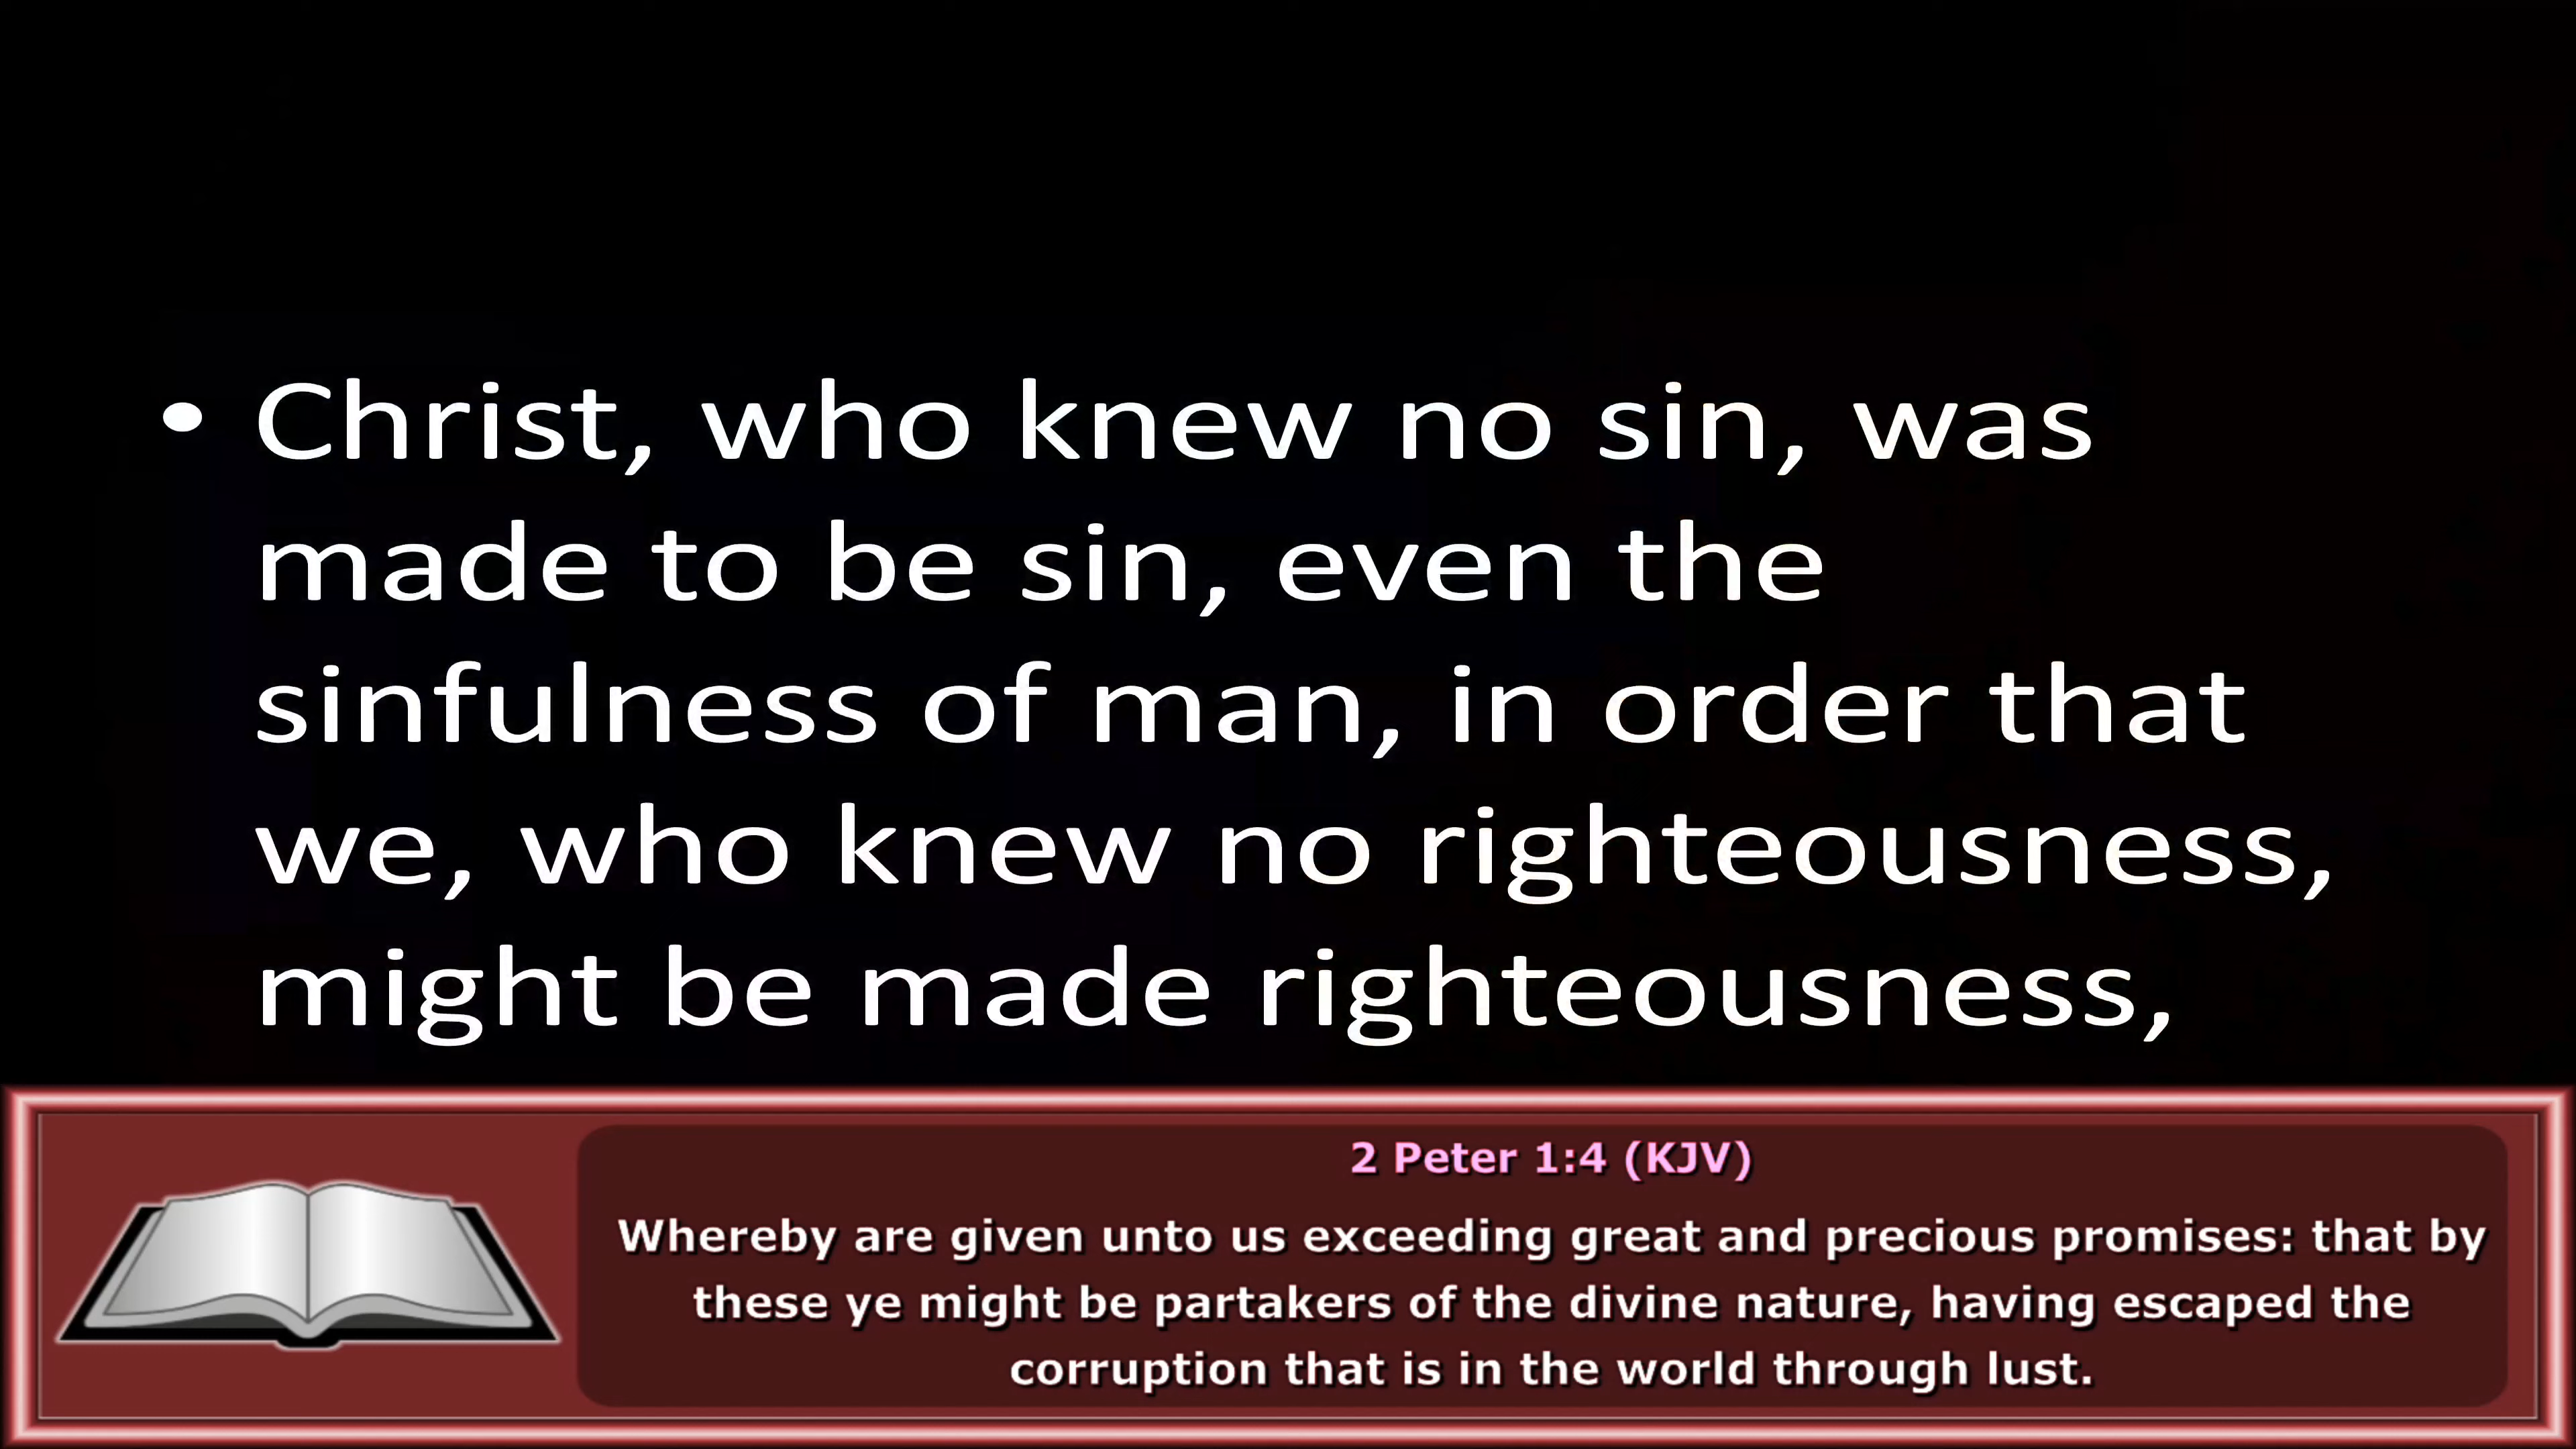 • Christ, who knew no sin, was
made to be sin, even the
sinfulness of man, in order that
we, who knew no righteousness,
might be made righteousness,
2 Peter 1:4 (KJV)
Whereby are given unto us exceeding great and precious promises: that by
these ye might be partakers of the divine nature, having escaped the
corruption that is in the world through lust.